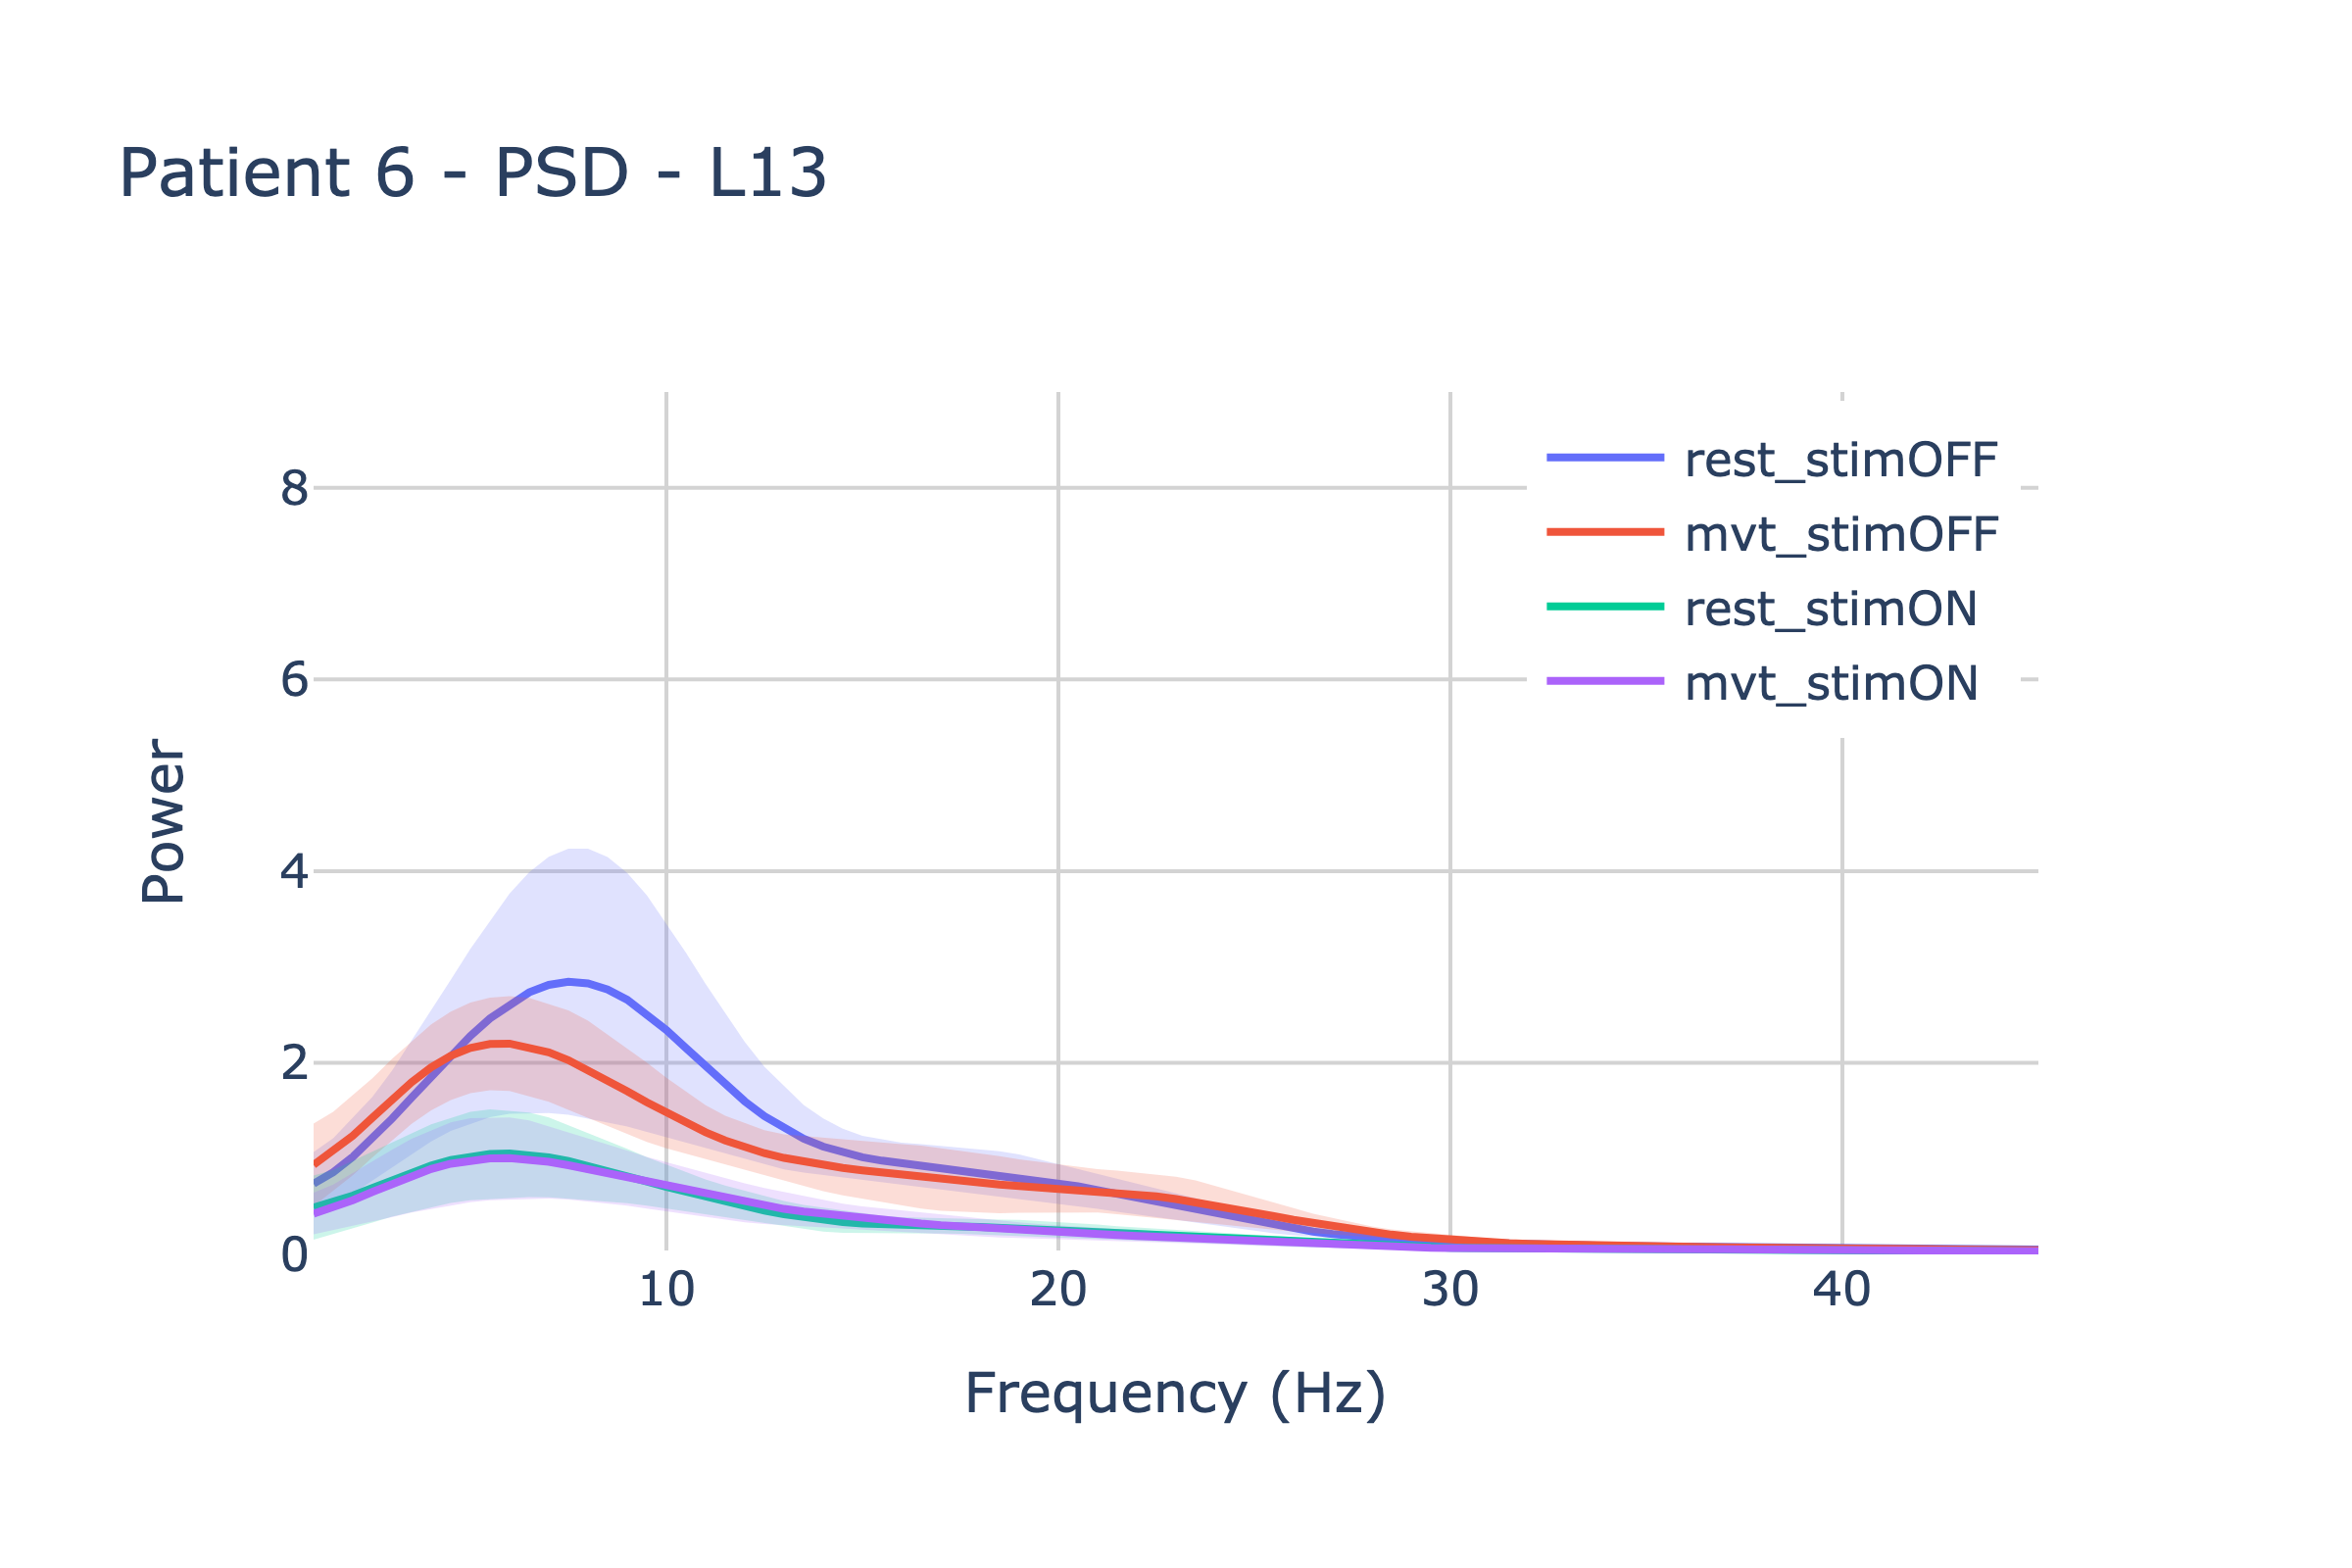 Patient 6 - PSD - L13
rest_stimOFF
mvt_stimOFF
rest_stimON
mvt_stimON
8
6
4
2
0
Power
10 20 30 40
Frequency (Hz)